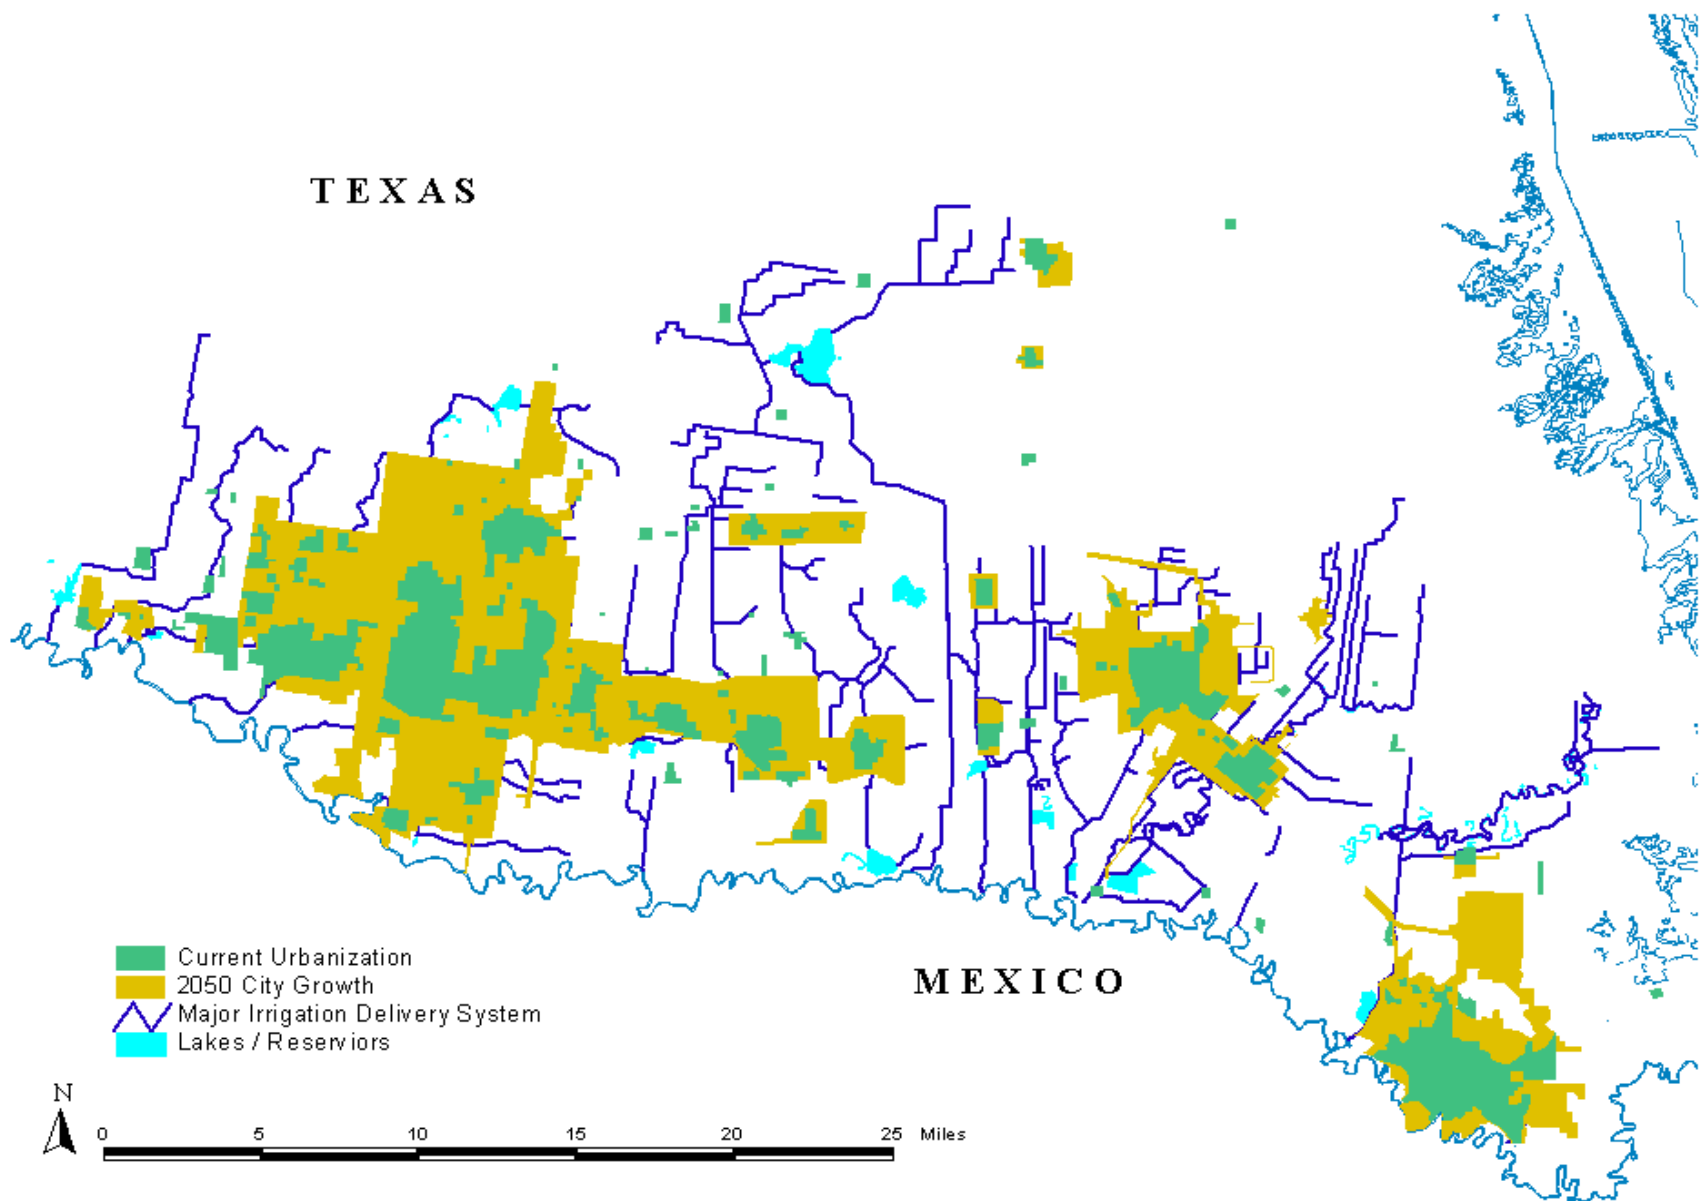 TEXAS
MEXICO
Current Urbanization
2050 City Growth
Major Irrigation Delivery System
Lakes / Reserviors
N
0 5 10 15 20 25 Miles